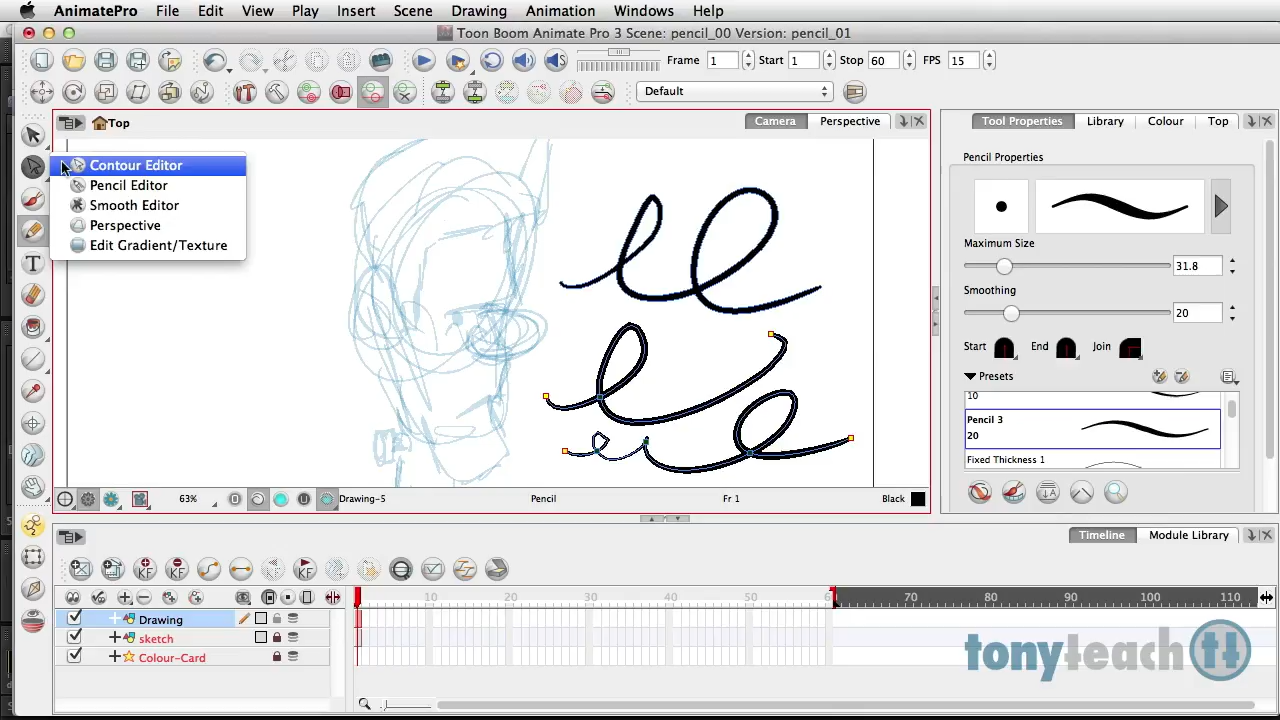 AnimatePro File Edit View Play Insert Scene Drawing Animation Windows Help
Toon Boom Animate Pro 3 Scene: pencil_00 Version: pencil_01
Frame 1 Start 1 Stop 60 FPS 15
Default
Top Camera Perspective
Tool Properties Library Colour Top
Contour Editor
Pencil Editor
Smooth Editor
Perspective
Edit Gradient/Texture
Pencil Properties
Maximum Size
31.8
Smoothing
20
Start End Join
Presets
10
Pencil 3
20
Fixed Thickness 1
63% Drawing-5 Pencil Fr 1 Black
Timeline Module Library
KF KF KF
10 20 30 40 50 70 80 90 100 110
Drawing
sketch
Colour-Card
tonyteach